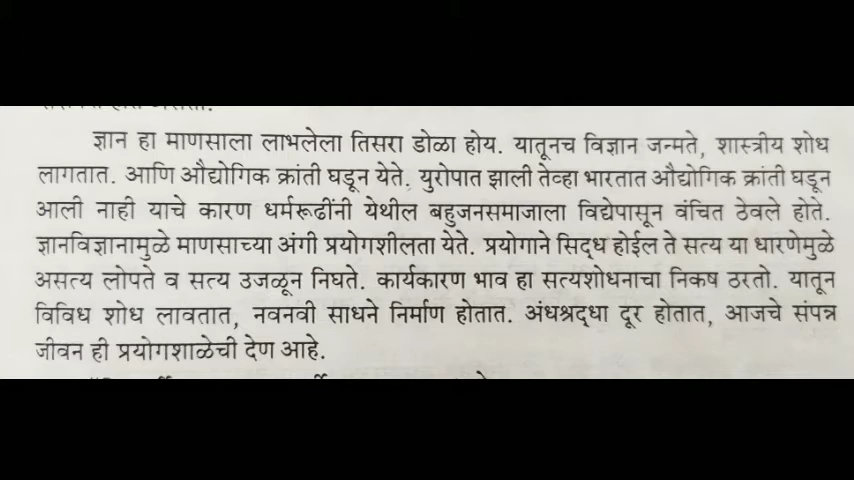 ज्ञान हा माणसाला लाभलेला तिसरा डोळा होय. यातूनच विज्ञान जन्मते, शास्त्रीय शोध
लागतात. आणि औद्योगिक क्रांती घडून येते. युरोपात झाली तेव्हा भारतात औद्योगिक क्रांती घडून
आली नाही याचे कारण धर्मरूढींनी येथील बहुजनसमाजाला विद्येपासून वंचित ठेवले होते.
ज्ञानविज्ञानामुळे माणसाच्या अंगी प्रयोगशीलता येते. प्रयोगाने सिद्ध होईल ते सत्य या धारणेमुळे
असत्य लोपते व सत्य उजळून निघते. कार्यकारण भाव हा सत्यशोधनाचा निकष ठरतो. यातून
विविध शोध लावतात, नवनवी साधने निर्माण होतात. अंधश्रद्धा दूर होतात, आजचे संपन्न
जीवन ही प्रयोगशाळेची देण आहे.